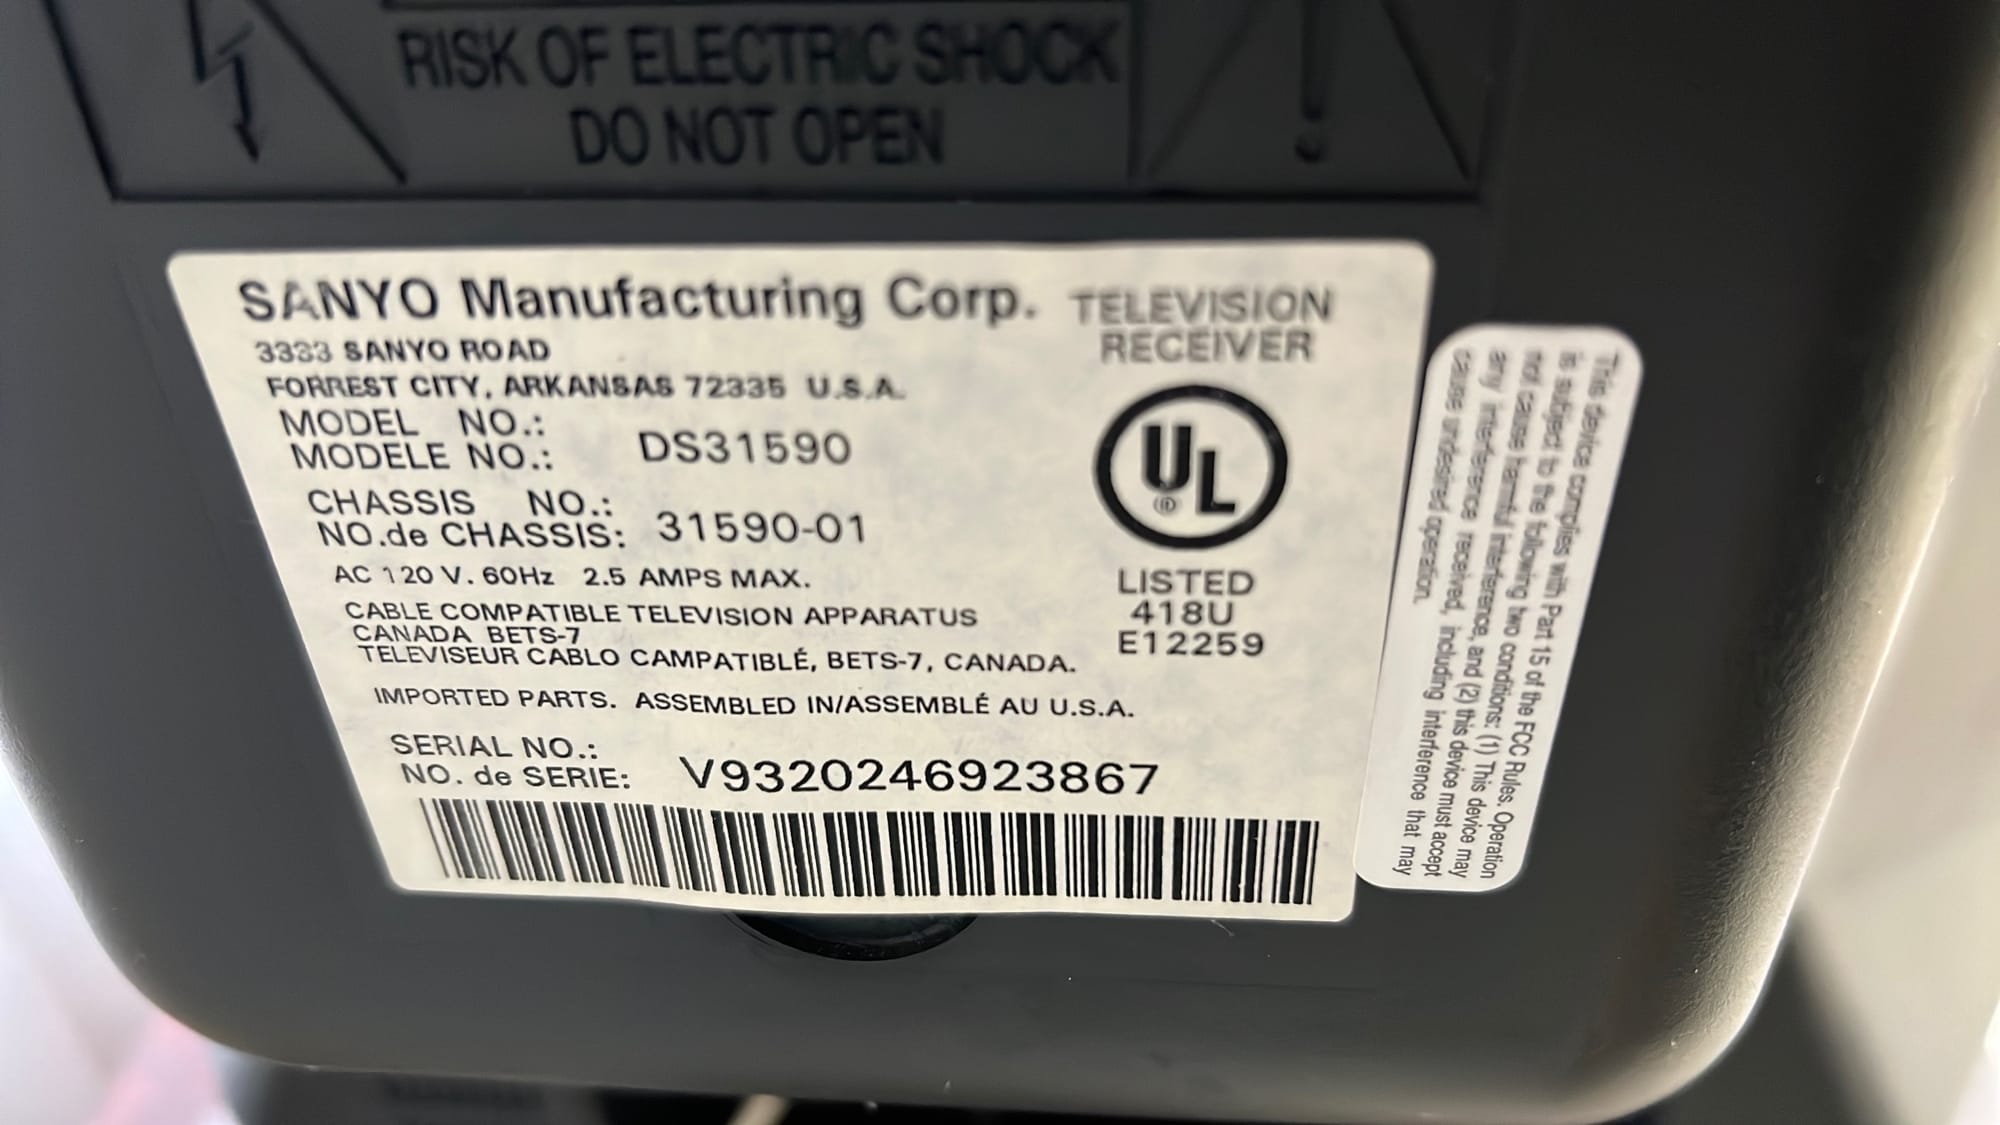 RISK OF ELECTRIC SHOCK
DO NOT OPEN
SANYO Manufacturing Corp.
3333 SANYO ROAD
FORREST CITY, ARKANSAS 72335 U.S.A.
MODEL NO.:
MODELE NO.: DS31590
CHASSIS NO.:
NO.de CHASSIS: 31590-01
AC 120 V. 60Hz 2.5 AMPS MAX.
CABLE COMPATIBLE TELEVISION APPARATUS
CANADA BETS-7
TELEVISEUR CABLO CAMPATIBLÉ, BETS-7, CANADA.
IMPORTED PARTS. ASSEMBLED IN/ASSEMBLÉ AU U.S.A.
SERIAL NO.:
NO. de SERIE: V9320246923867
TELEVISION
RECEIVER
UL
®
LISTED
418U
E12259
This device complies with Part 15 of the FCC Rules. Operation
is subject to the following two conditions: (1) This device may
not cause harmful interference, and (2) this device must accept
any interference received, including interference that may
cause undesired operation.